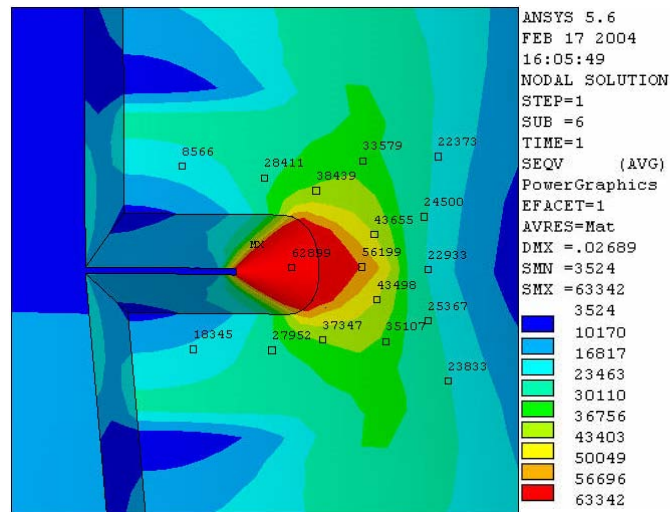 ANSYS 5.6
FEB 17 2004
16:05:49
NODAL SOLUTION
STEP=1
SUB =6
TIME=1
SEQV (AVG)
PowerGraphics
EFACET=1
AVRES=Mat
DMX =.02689
SMN =3524
SMX =63342
3524
10170
16817
23463
30110
36756
43403
50049
56696
63342
8566
28411
33579
22373
38439
24500
43655
MX
62899
56199
22933
43498
25367
18345
27952
37347
35107
23833